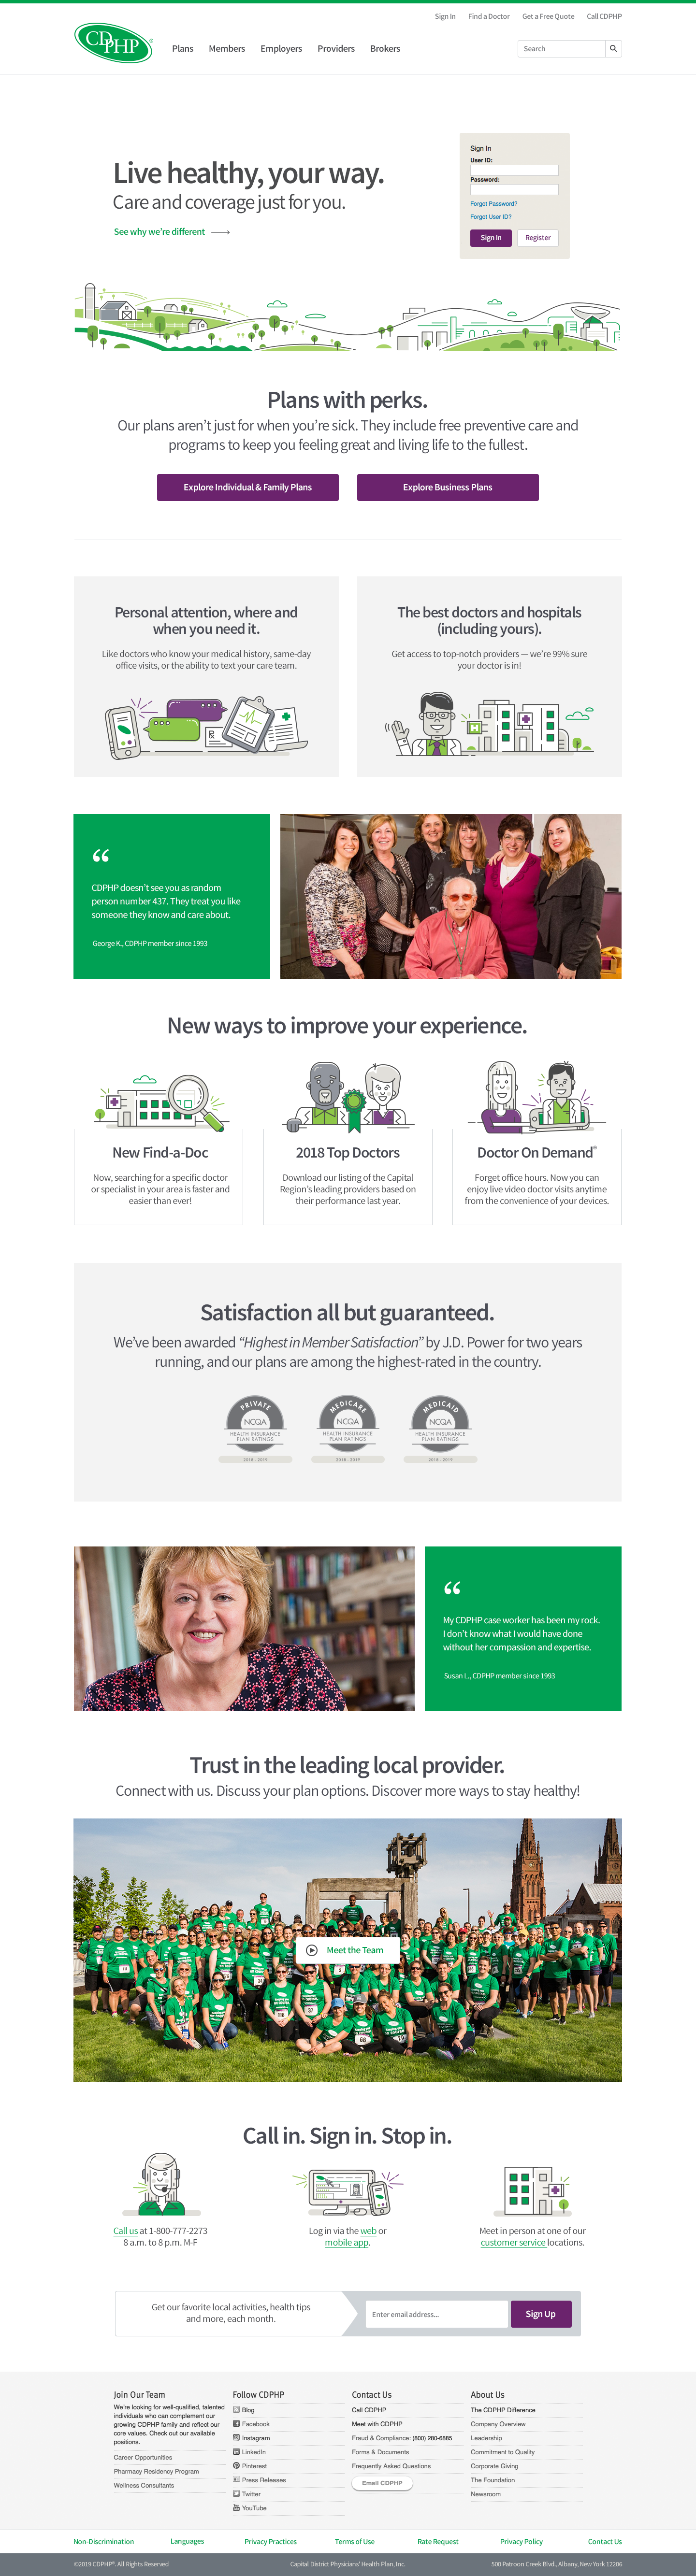 Sign In Find a Doctor Get a Free Quote Call CDPHP
CDPHP
Plans Members Employers Providers Brokers
Search
Live healthy, your way.
Care and coverage just for you.
See why we're different
Sign In
User ID:
Password:
Forgot Password?
Forgot User ID?
Sign In Register
Plans with perks.
Our plans aren't just for when you're sick. They include free preventive care and
programs to keep you feeling great and living life to the fullest.
Explore Individual & Family Plans
Explore Business Plans
Personal attention, where and
when you need it.
Like doctors who know your medical history, same-day
office visits, or the ability to text your care team.
The best doctors and hospitals
(including yours).
Get access to top-notch providers — we're 99% sure
your doctor is in!
H
“
CDPHP doesn't see you as random
person number 437. They treat you like
someone they know and care about.
George K., CDPHP member since 1993
New ways to improve your experience.
New Find-a-Doc
Now, searching for a specific doctor
or specialist in your area is faster and
easier than ever!
2018 Top Doctors
Download our listing of the Capital
Region's leading providers based on
their performance last year.
Doctor On Demand®
Forget office hours. Now you can
enjoy live video doctor visits anytime
from the convenience of your devices.
Satisfaction all but guaranteed.
We've been awarded “Highest in Member Satisfaction” by J.D. Power for two years
running, and our plans are among the highest-rated in the country.
PRIVATE
NCQA
HEALTH INSURANCE
PLAN RATINGS
2018 - 2019
MEDICARE
NCQA
HEALTH INSURANCE
PLAN RATINGS
2018 - 2019
MEDICAID
NCQA
HEALTH INSURANCE
PLAN RATINGS
2018 - 2019
“
My CDPHP case worker has been my rock.
I don't know what I would have done
without her compassion and expertise.
Susan L., CDPHP member since 1993
Trust in the leading local provider.
Connect with us. Discuss your plan options. Discover more ways to stay healthy!
Meet the Team
Call in. Sign in. Stop in.
Call us at 1-800-777-2273
8 a.m. to 8 p.m. M-F
Log in via the web or
mobile app.
Meet in person at one of our
customer service locations.
Get our favorite local activities, health tips
and more, each month.
Enter email address...
Sign Up
Join Our Team
We're looking for well-qualified, talented
individuals who can complement our
growing CDPHP family and reflect our
core values. Check out our available
positions.
Career Opportunities
Pharmacy Residency Program
Wellness Consultants
Follow CDPHP
Blog
Facebook
Instagram
LinkedIn
Pinterest
Press Releases
Twitter
YouTube
Contact Us
Call CDPHP
Meet with CDPHP
Fraud & Compliance: (800) 280-6885
Forms & Documents
Frequently Asked Questions
Email CDPHP
About Us
The CDPHP Difference
Company Overview
Leadership
Commitment to Quality
Corporate Giving
The Foundation
Newsroom
Non-Discrimination Languages Privacy Practices Terms of Use Rate Request Privacy Policy Contact Us
©2019 CDPHP®. All Rights Reserved Capital District Physicians' Health Plan, Inc. 500 Patroon Creek Blvd., Albany, New York 12206